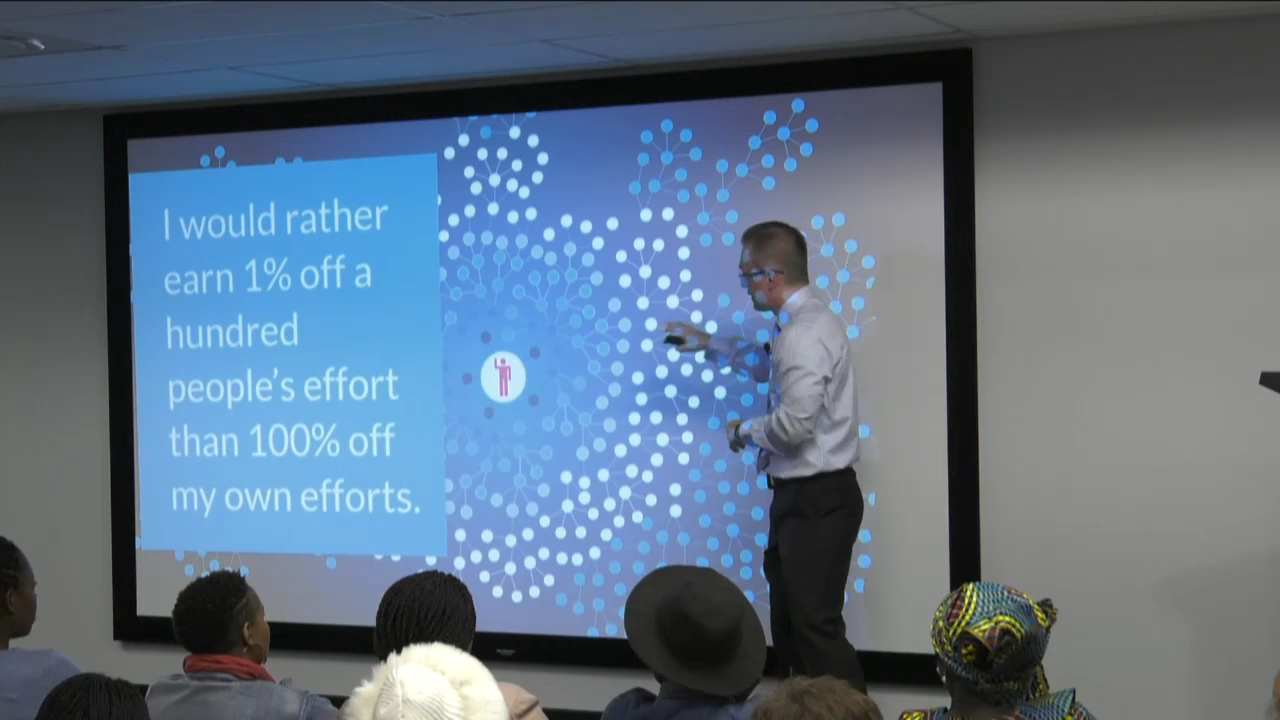 I would rather
earn 1% off a
hundred
people's effort
than 100% off
my own efforts.